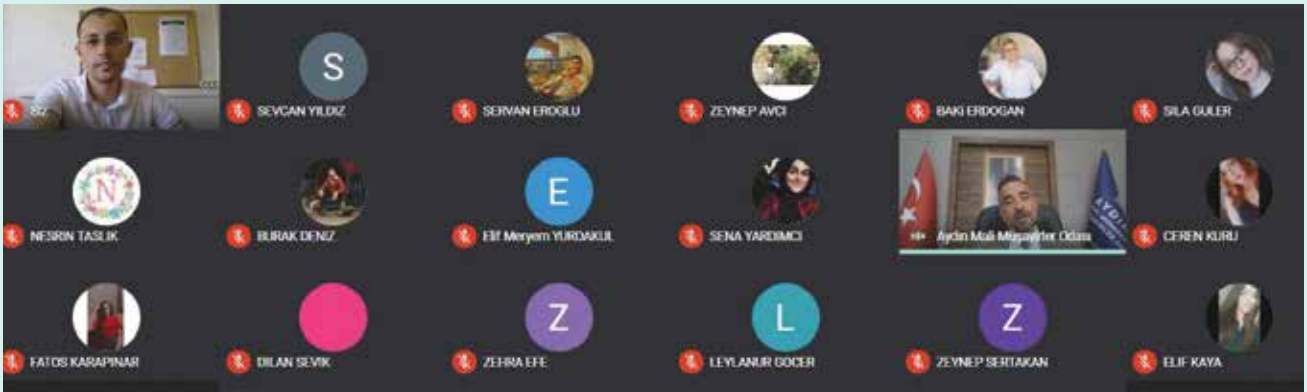 Siz
S
SEVCAN YILDIZ
SERVAN EROGLU
ZEYNEP AVCI
BAKI ERDOGAN
SILA GULER
N
NESRIN TASLIK
BURAK DENIZ
E
Elif Meryem YURDAKUL
SENA YARDIMCI
Aydın Mali Müşavirler Odası
CEREN KURU
FATOS KARAPINAR
DILAN SEVIK
Z
ZEHRA EFE
L
LEYLANUR GOCER
Z
ZEYNEP SERTAKAN
ELIF KAYA